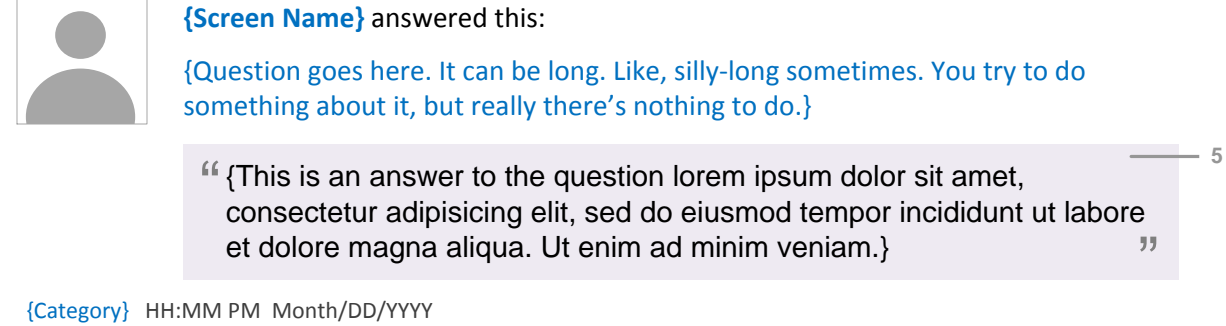 {Screen Name} answered this:
{Question goes here. It can be long. Like, silly-long sometimes. You try to do
something about it, but really there’s nothing to do.}
5
“ {This is an answer to the question lorem ipsum dolor sit amet,
consectetur adipisicing elit, sed do eiusmod tempor incididunt ut labore
et dolore magna aliqua. Ut enim ad minim veniam.} ”
{Category} HH:MM PM Month/DD/YYYY